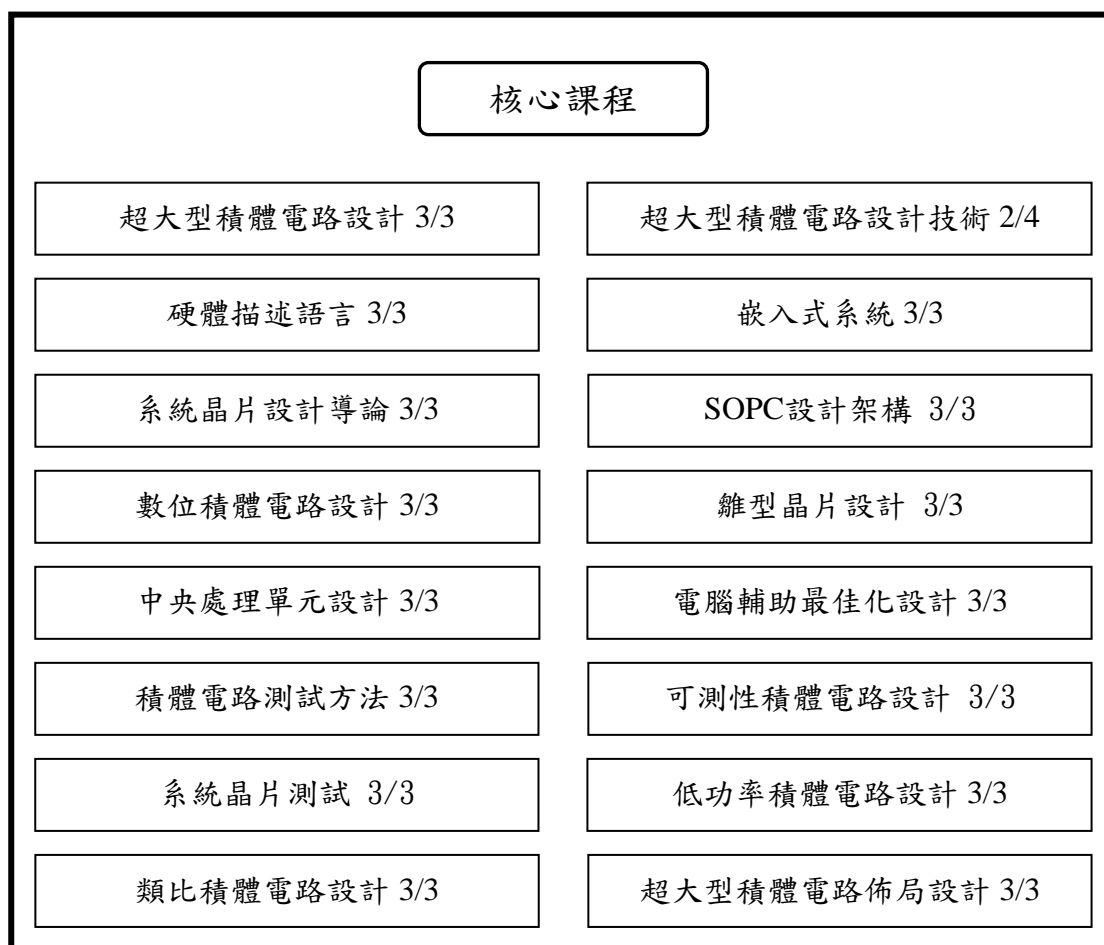 核心課程
超大型積體電路設計 3/3
超大型積體電路設計技術 2/4
硬體描述語言 3/3
嵌入式系統 3/3
系統晶片設計導論 3/3
SOPC設計架構 3/3
數位積體電路設計 3/3
雛型晶片設計 3/3
中央處理單元設計 3/3
電腦輔助最佳化設計 3/3
積體電路測試方法 3/3
可測性積體電路設計 3/3
系統晶片測試 3/3
低功率積體電路設計 3/3
類比積體電路設計 3/3
超大型積體電路佈局設計 3/3